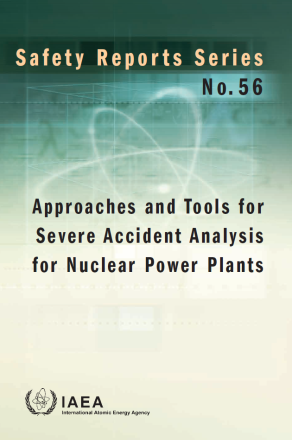 Safety Reports Series
No.56
Approaches and Tools for
Severe Accident Analysis
for Nuclear Power Plants
IAEA
International Atomic Energy Agency